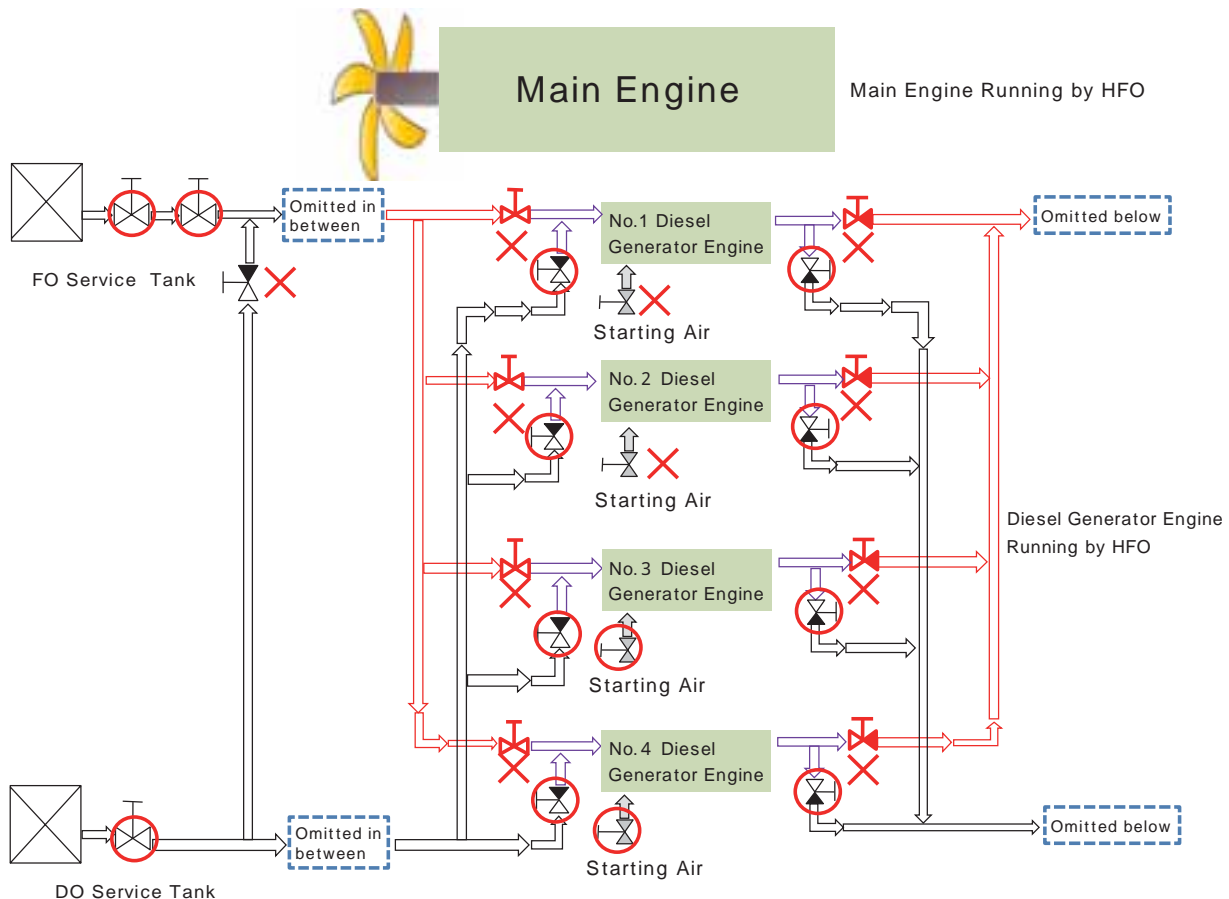 Main Engine
Main Engine Running by HFO
Omitted in
between
No.1 Diesel
Generator Engine
Omitted below
FO Service Tank
Starting Air
No.2 Diesel
Generator Engine
Starting Air
Diesel Generator Engine
Running by HFO
No.3 Diesel
Generator Engine
Starting Air
No.4 Diesel
Generator Engine
Omitted in
between
Omitted below
Starting Air
DO Service Tank